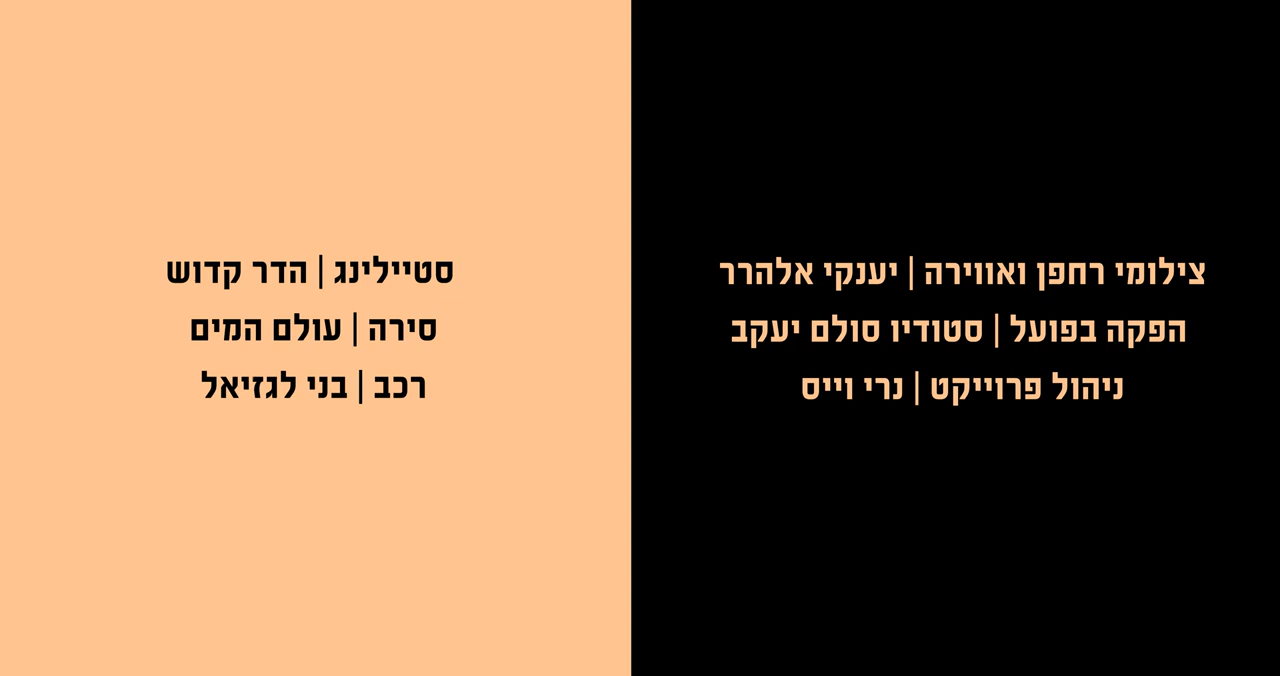 צילומי רחפן ואווירה | יענקי אלהרר
הפקה בפועל | סטודיו סולם יעקב
ניהול פרוייקט | נרי וייס
סטיילינג | הדר קדוש
סירה | עולם המים
רכב | בני לגזיאל